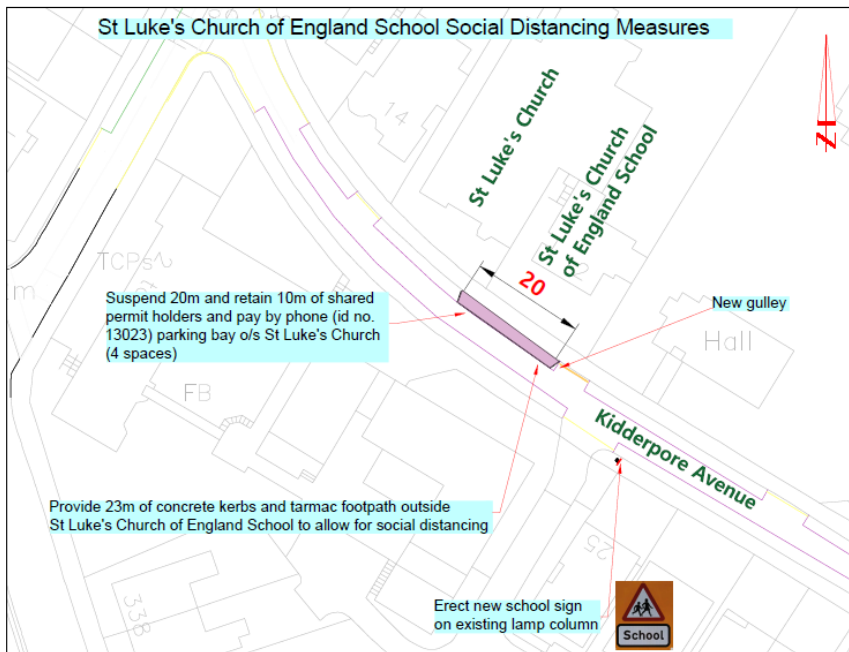 St Luke's Church of England School Social Distancing Measures
14
St Luke's Church
St Luke's Church
of England School
N
TCPs
m
20
Suspend 20m and retain 10m of shared
permit holders and pay by phone (id no.
13023) parking bay o/s St Luke's Church
(4 spaces)
New gulley
Hall
FB
Kidderpore Avenue
Provide 23m of concrete kerbs and tarmac footpath outside
St Luke's Church of England School to allow for social distancing
25
338
Erect new school sign
on existing lamp column
School